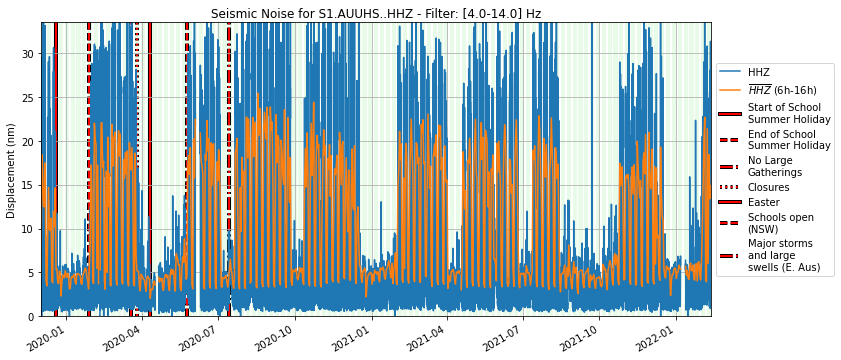 Seismic Noise for S1.AUUHS..HHZ - Filter: [4.0-14.0] Hz
Displacement (nm)
30
25
20
15
10
5
0
2020-01
2020-04
2020-07
2020-10
2021-01
2021-04
2021-07
2021-10
2022-01
HHZ
HHZ (6h-16h)
Start of School
Summer Holiday
End of School
Summer Holiday
No Large
Gatherings
Closures
Easter
Schools open
(NSW)
Major storms
and large
swells (E. Aus)